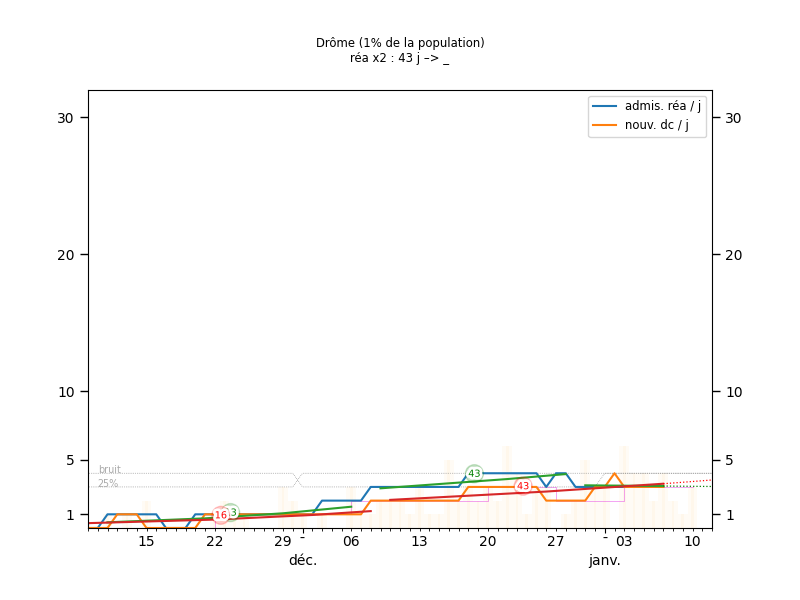 Drôme (1% de la population)
réa x2 : 43 j –> _
admis. réa / j
nouv. dc / j
30 30
20 20
10 10
5 5
1 1
bruit
25%
43
43
16 3
15 22 29 - 06 13 20 27 - 03 10
déc. janv.